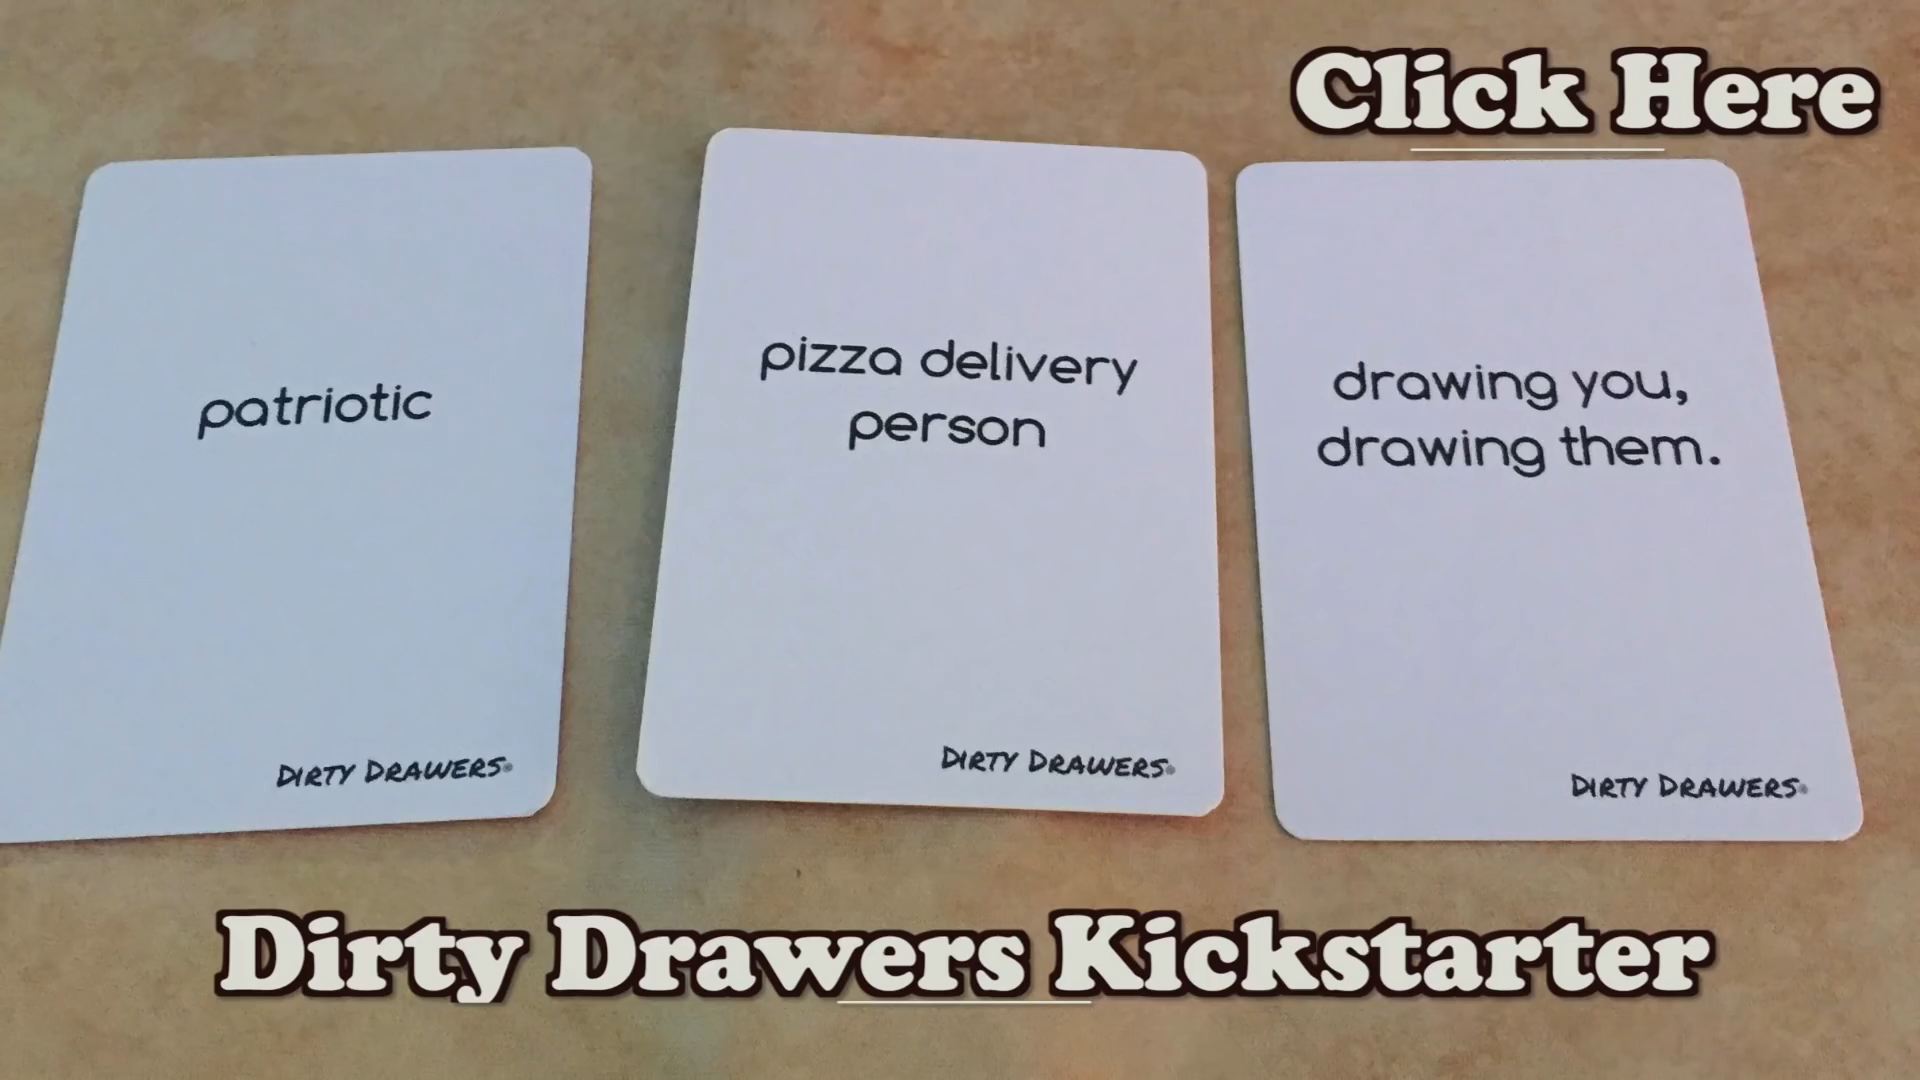 Click Here
patriotic
DIRTY DRAWERS
pizza delivery
person
DIRTY DRAWERS
drawing you,
drawing them.
DIRTY DRAWERS
Dirty Drawers Kickstarter